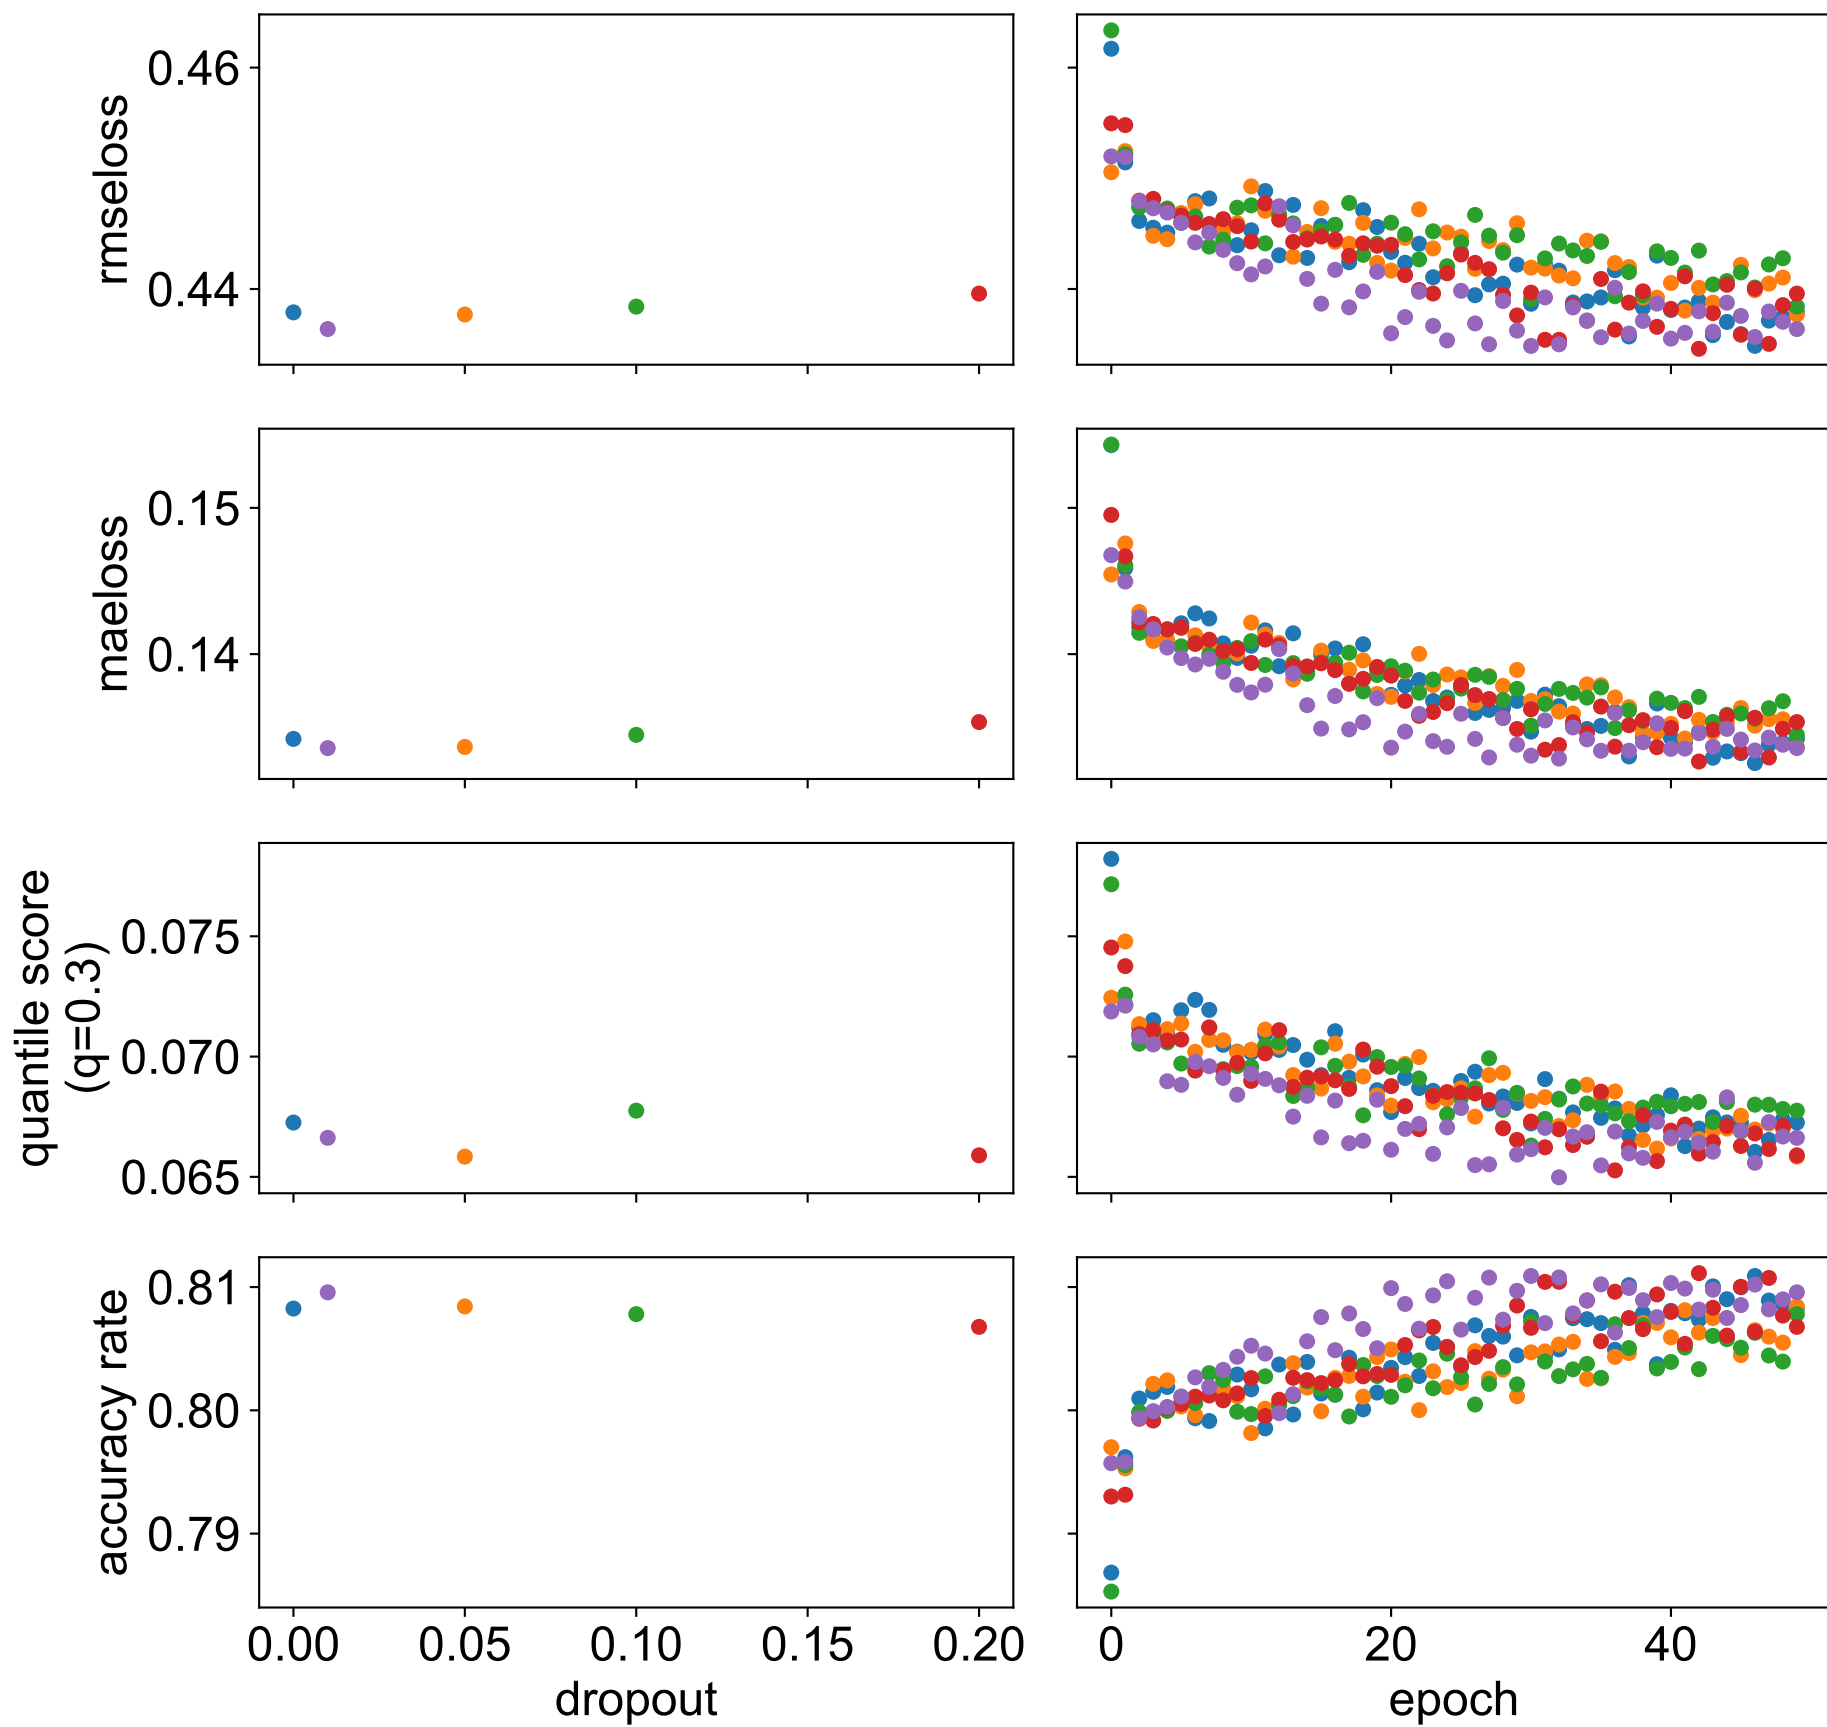 rmseloss
0.46
0.44
maeloss
0.15
0.14
quantile score
(q=0.3)
0.075
0.070
0.065
accuracy rate
0.81
0.80
0.79
0.00 0.05 0.10 0.15 0.20
dropout
0 20 40
epoch